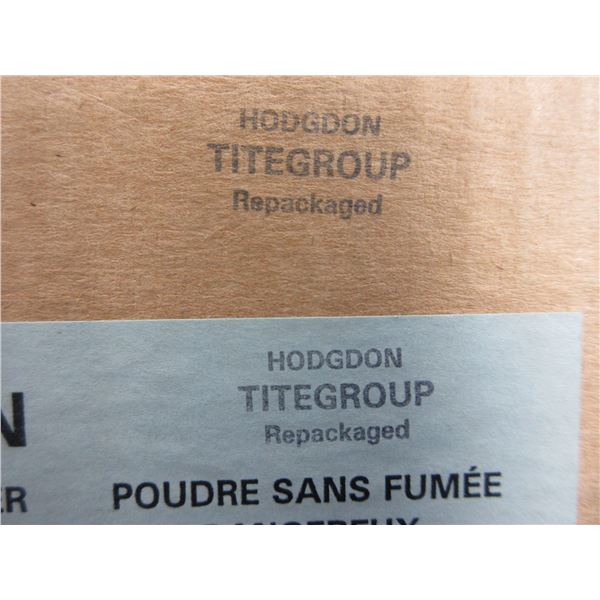 HODGDON
TITEGROUP
Repackaged
HODGDON
TITEGROUP
Repackaged
POUDRE SANS FUMÉE